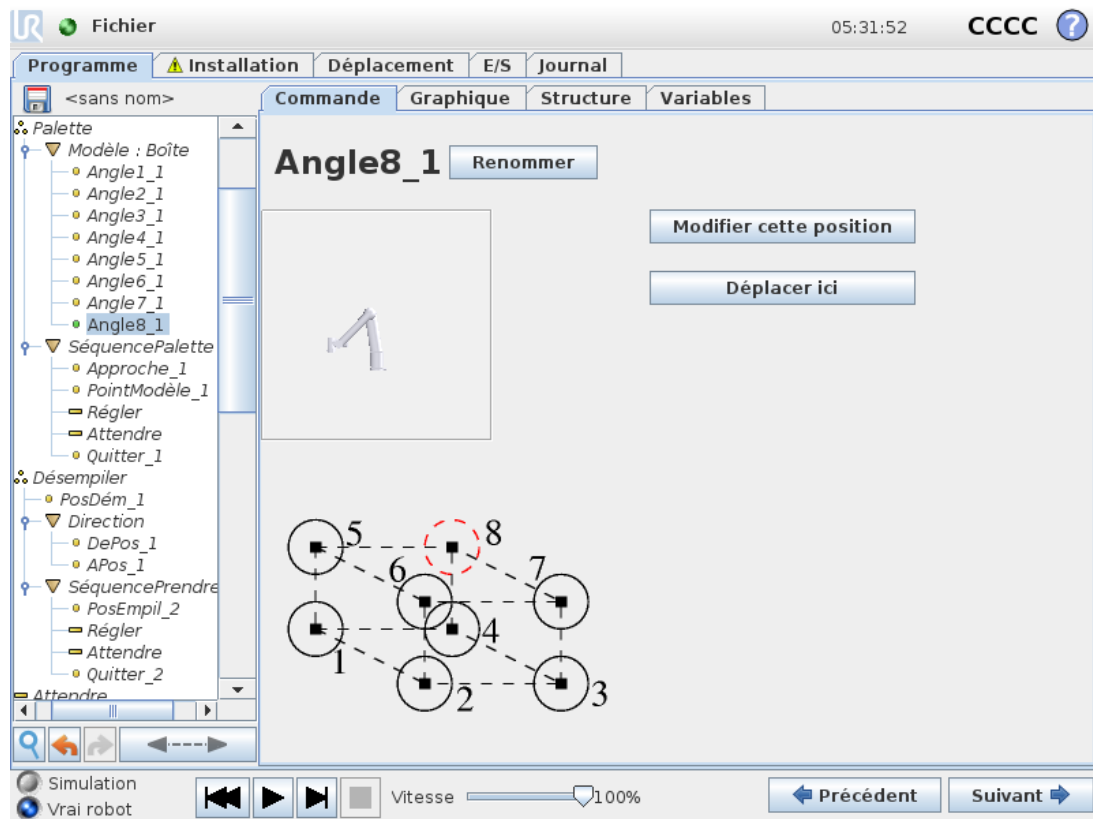 UR Fichier 05:31:52 CCCC ?
Programme Installation Déplacement E/S Journal
<sans nom> Commande Graphique Structure Variables
Palette
Modèle : Boîte
Angle1_1
Angle2_1
Angle3_1
Angle4_1
Angle5_1
Angle6_1
Angle7_1
Angle8_1
SéquencePalette
Approche_1
PointModèle_1
Régler
Attendre
Quitter_1
Désempiler
PosDém_1
Direction
DePos_1
APos_1
SéquencePrendre
PosEmpil_2
Régler
Attendre
Quitter_2
Attendre
Angle8_1 Renommer
Modifier cette position
Déplacer ici
5 8
6 7
1 4
2 3
Simulation
Vrai robot
Vitesse 100%
Précédent Suivant